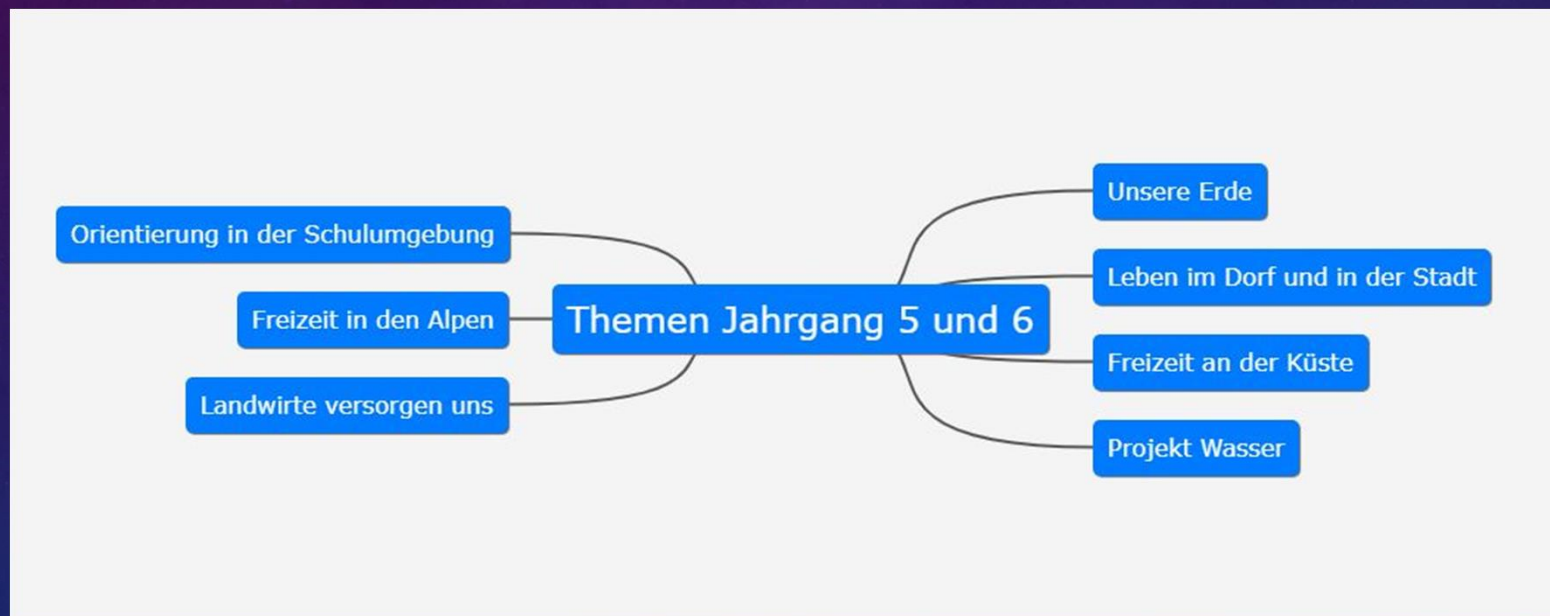 Themen Jahrgang 5 und 6
Orientierung in der Schulumgebung
Freizeit in den Alpen
Landwirte versorgen uns
Unsere Erde
Leben im Dorf und in der Stadt
Freizeit an der Küste
Projekt Wasser